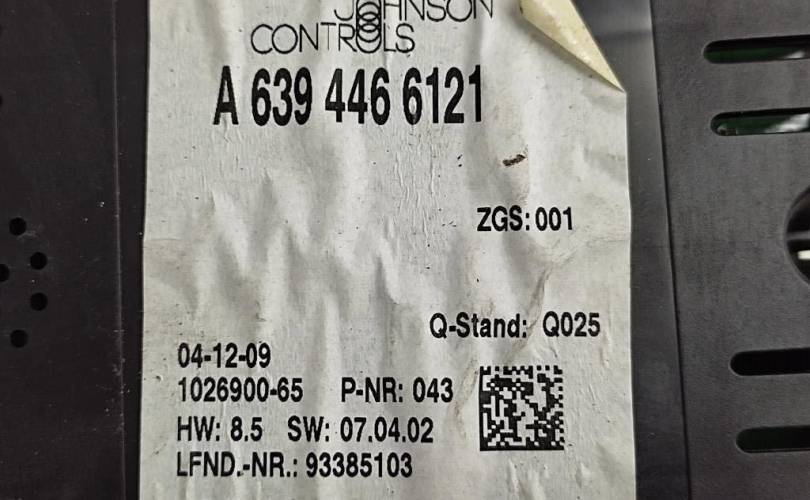 JOHNSON
CONTROLS
A 639 446 6121
ZGS: 001
Q-Stand: Q025
04-12-09
1026900-65 P-NR: 043
HW: 8.5 SW: 07.04.02
LFND.-NR.: 93385103